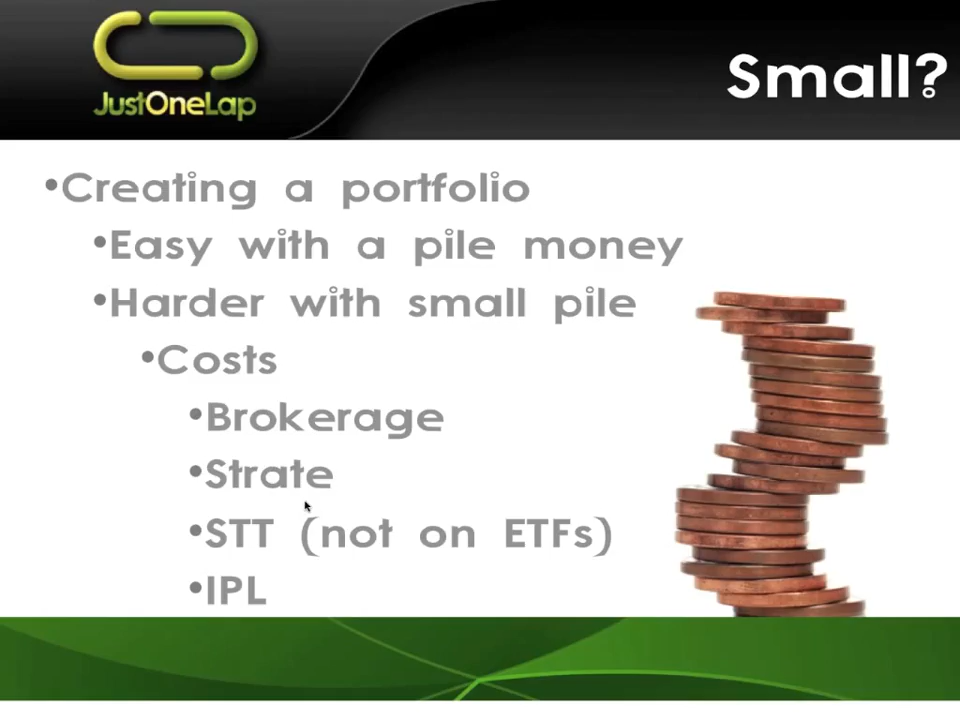 JustOneLap
Small?
•Creating a portfolio
•Easy with a pile money
•Harder with small pile
•Costs
•Brokerage
•Strate
•STT (not on ETFs)
•IPL